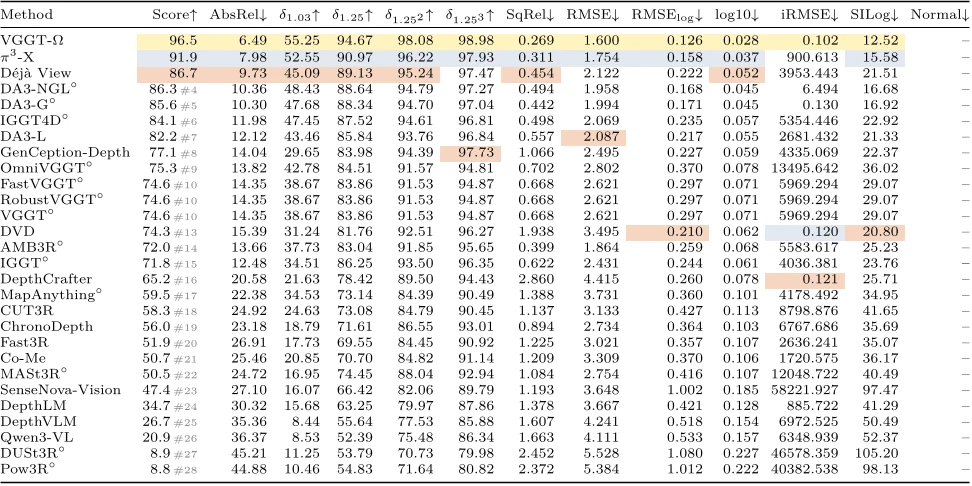 Method Score↑ AbsRel↓ δ1.03↑ δ1.25↑ δ1.25²↑ δ1.25³↑ SqRel↓ RMSE↓ RMSElog↓ log10↓ iRMSE↓ SILog↓ Normal↓
VGGT-Ω 96.5 6.49 55.25 94.67 98.08 98.98 0.269 1.600 0.126 0.028 0.102 12.52 –
π³-X 91.9 7.98 52.55 90.97 96.22 97.93 0.311 1.754 0.158 0.037 900.613 15.58 –
Déjà View 86.7 9.73 45.09 89.13 95.24 97.47 0.454 2.122 0.222 0.052 3953.443 21.51 –
DA3-NGL° 86.3 #4 10.36 48.43 88.64 94.79 97.27 0.494 1.958 0.168 0.045 6.494 16.68 –
DA3-G° 85.6 #5 10.30 47.68 88.34 94.70 97.04 0.442 1.994 0.171 0.045 0.130 16.92 –
IGGT4D° 84.1 #6 11.98 47.45 87.52 94.61 96.81 0.498 2.069 0.235 0.057 5354.446 22.92 –
DA3-L 82.2 #7 12.12 43.46 85.84 93.76 96.84 0.557 2.087 0.217 0.055 2681.432 21.33 –
GenCeption-Depth 77.1 #8 14.04 29.65 83.98 94.39 97.73 1.066 2.495 0.227 0.059 4335.069 22.37 –
OmniVGGT° 75.3 #9 13.82 42.78 84.51 91.57 94.81 0.702 2.802 0.370 0.078 13495.642 36.02 –
FastVGGT° 74.6 #10 14.35 38.67 83.86 91.53 94.87 0.668 2.621 0.297 0.071 5969.294 29.07 –
RobustVGGT° 74.6 #10 14.35 38.67 83.86 91.53 94.87 0.668 2.621 0.297 0.071 5969.294 29.07 –
VGGT° 74.6 #10 14.35 38.67 83.86 91.53 94.87 0.668 2.621 0.297 0.071 5969.294 29.07 –
DVD 74.3 #13 15.39 31.24 81.76 92.51 96.27 1.938 3.495 0.210 0.062 0.120 20.80 –
AMB3R° 72.0 #14 13.66 37.73 83.04 91.85 95.65 0.399 1.864 0.259 0.068 5583.617 25.23 –
IGGT° 71.8 #15 12.48 34.51 86.25 93.50 96.35 0.622 2.431 0.244 0.061 4036.381 23.76 –
DepthCrafter 65.2 #16 20.58 21.63 78.42 89.50 94.43 2.860 4.415 0.260 0.078 0.121 25.71 –
MapAnything° 59.5 #17 22.38 34.53 73.14 84.39 90.49 1.388 3.731 0.360 0.101 4178.492 34.95 –
CUT3R 58.3 #18 24.92 24.63 73.08 84.79 90.45 1.137 3.133 0.427 0.113 8798.876 41.65 –
ChronoDepth 56.0 #19 23.18 18.79 71.61 86.55 93.01 0.894 2.734 0.364 0.103 6767.686 35.69 –
Fast3R 51.9 #20 26.91 17.73 69.55 84.45 90.92 1.225 3.021 0.357 0.107 2636.241 35.07 –
Co-Me 50.7 #21 25.46 20.85 70.70 84.82 91.14 1.209 3.309 0.370 0.106 1720.575 36.17 –
MASt3R° 50.5 #22 24.72 16.95 74.45 88.04 92.94 1.084 2.754 0.416 0.107 12048.722 40.49 –
SenseNova-Vision 47.4 #23 27.10 16.07 66.42 82.06 89.79 1.193 3.648 1.002 0.185 58221.927 97.47 –
DepthLM 34.7 #24 30.32 15.68 63.25 79.97 87.86 1.378 3.667 0.421 0.128 885.722 41.29 –
DepthVLM 26.7 #25 35.36 8.44 55.64 77.53 85.88 1.607 4.241 0.518 0.154 6972.525 50.49 –
Qwen3-VL 20.9 #26 36.37 8.53 52.39 75.48 86.34 1.663 4.111 0.533 0.157 6348.939 52.37 –
DUSt3R° 8.9 #27 45.21 11.25 53.79 70.73 79.98 2.452 5.528 1.080 0.227 46578.359 105.20 –
Pow3R° 8.8 #28 44.88 10.46 54.83 71.64 80.82 2.372 5.384 1.012 0.222 40382.538 98.13 –